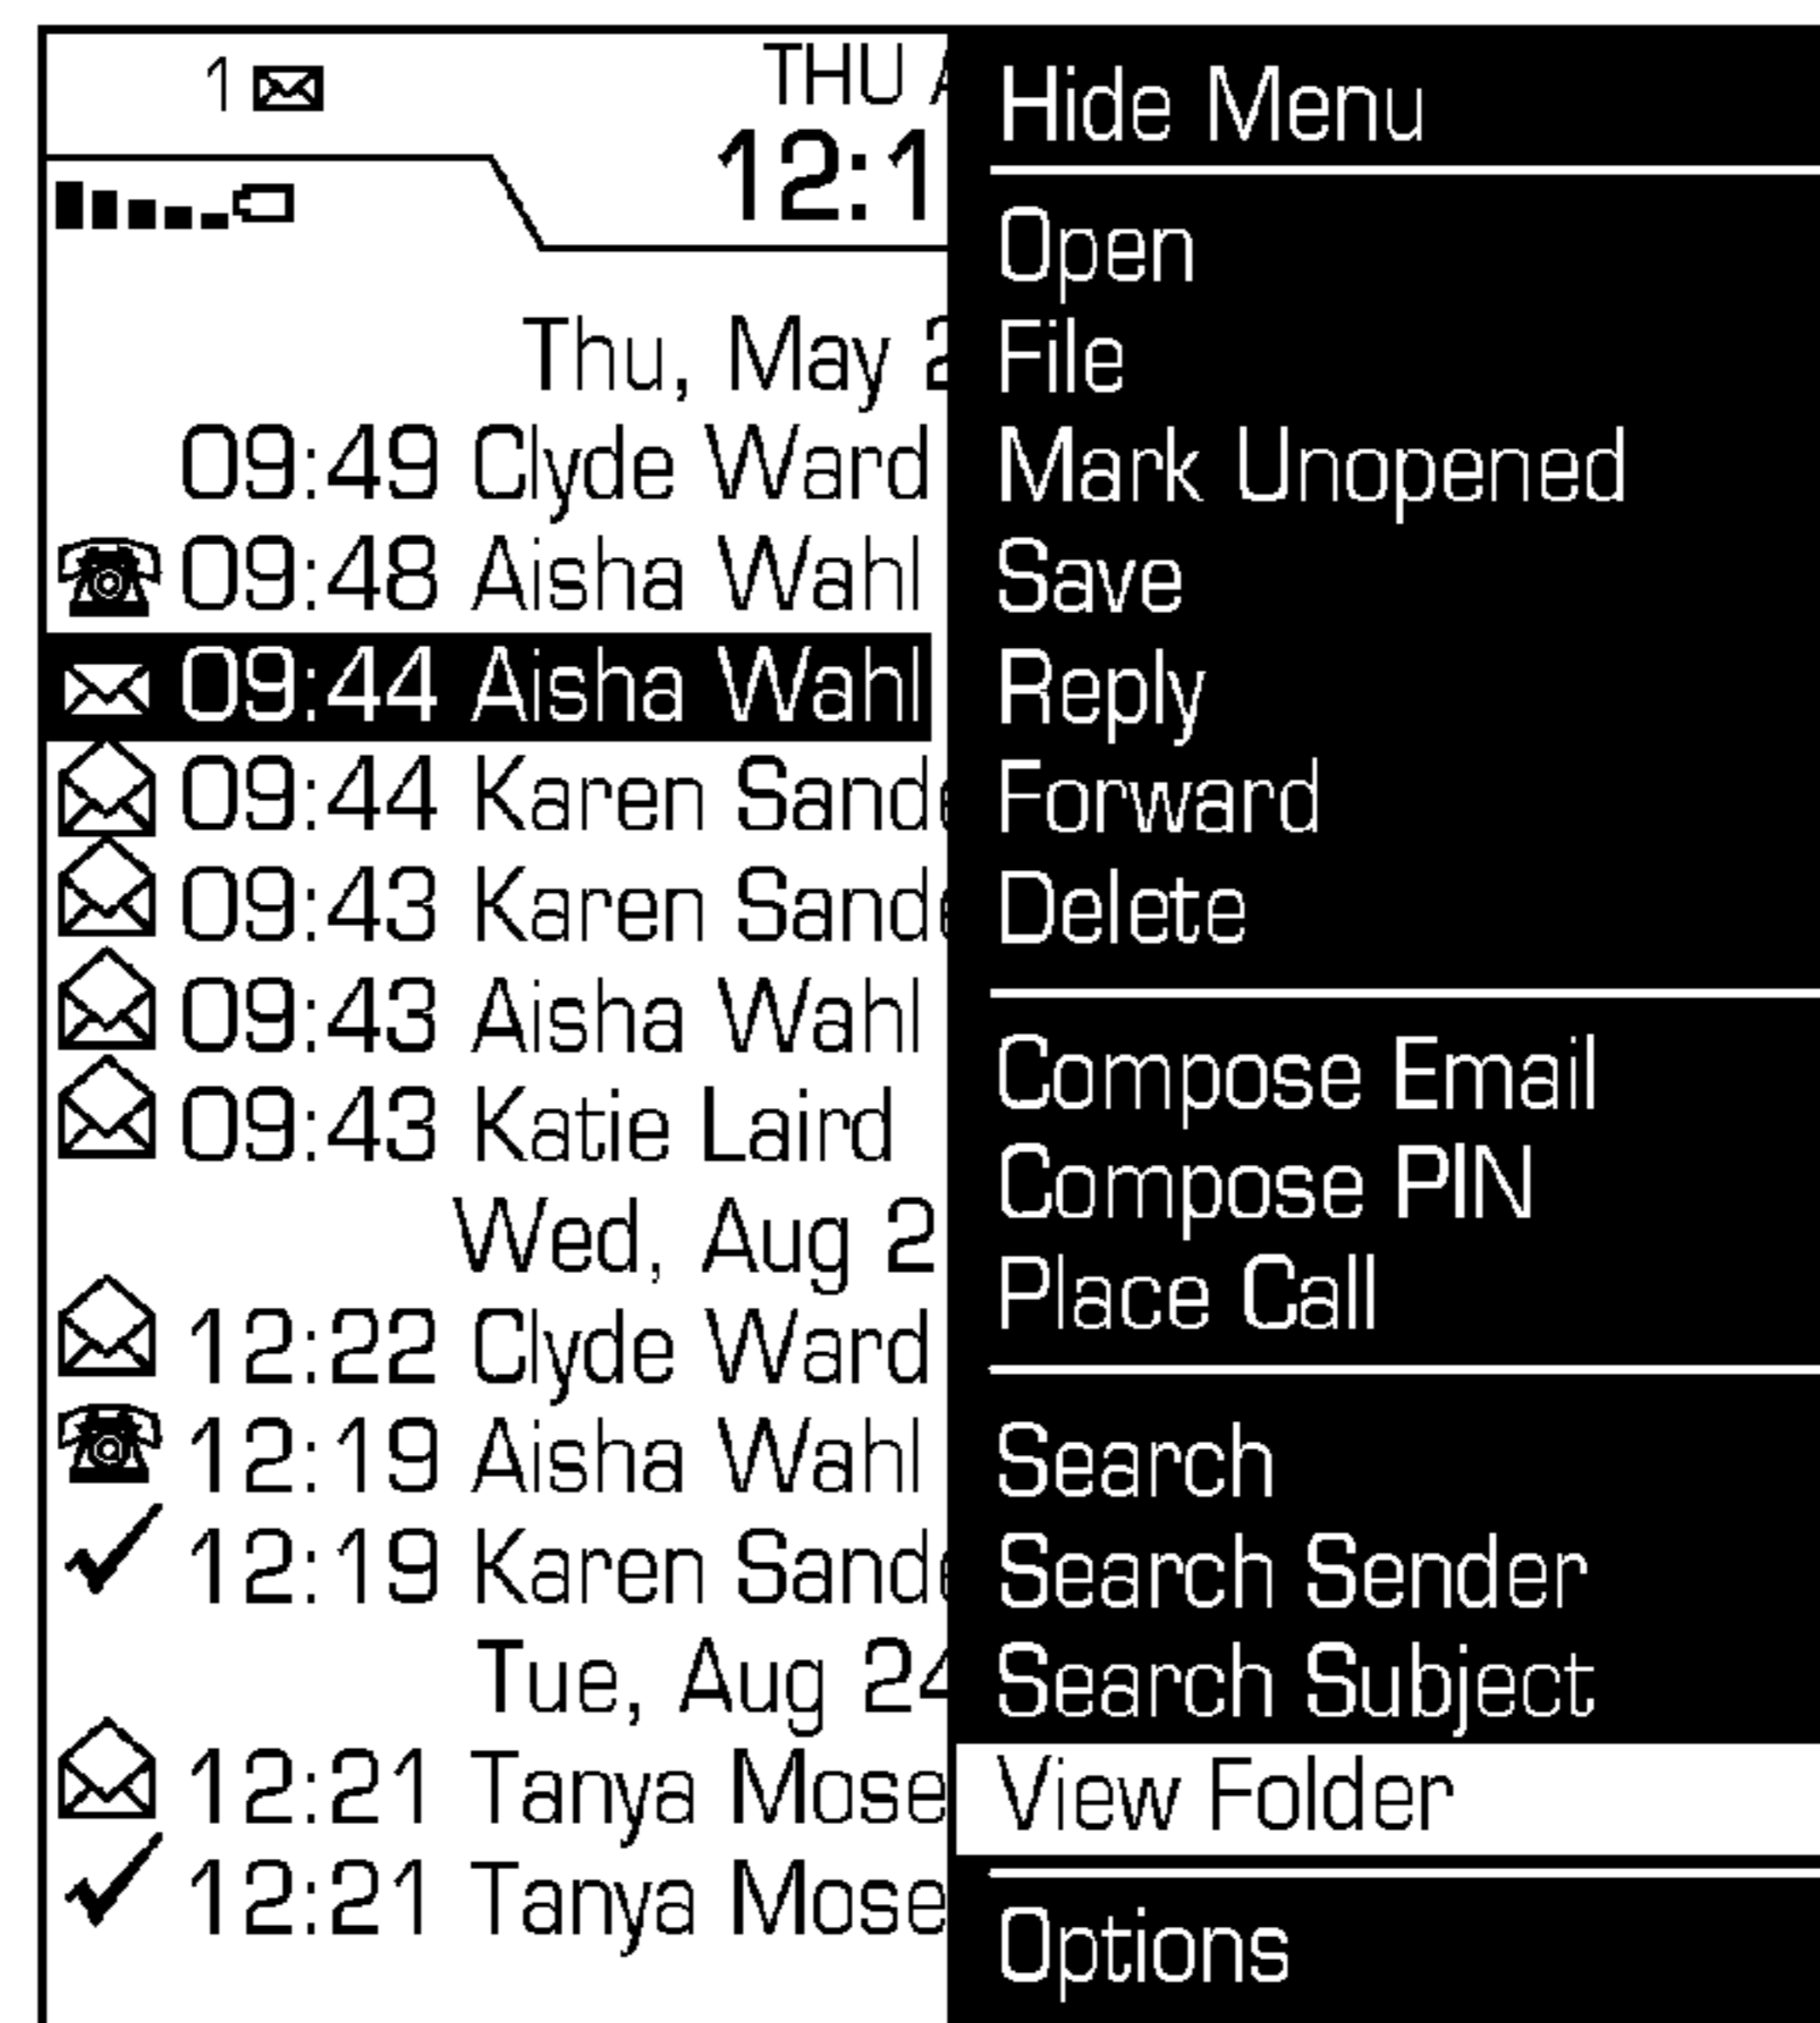 1
THU A
12:1
Thu, May 2
09:49 Clyde Ward
09:48 Aisha Wahl
09:44 Aisha Wahl
09:44 Karen Sande
09:43 Karen Sande
09:43 Aisha Wahl
09:43 Katie Laird
Wed, Aug 2
12:22 Clyde Ward
12:19 Aisha Wahl
12:19 Karen Sande
Tue, Aug 24
12:21 Tanya Mose
12:21 Tanya Mose
Hide Menu
Open
File
Mark Unopened
Save
Reply
Forward
Delete
Compose Email
Compose PIN
Place Call
Search
Search Sender
Search Subject
View Folder
Options